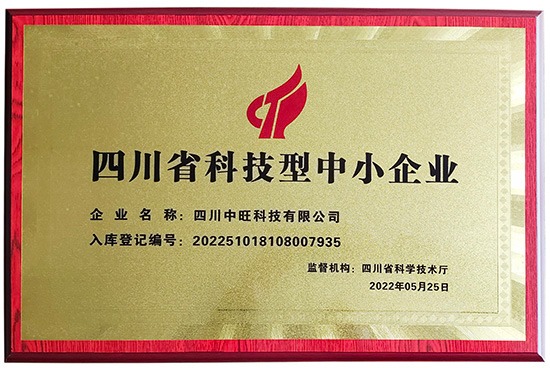 四川省科技型中小企业
企业名称：四川中旺科技有限公司
入库登记编号：202251018108007935
监督机构：四川省科学技术厅
2022年05月25日